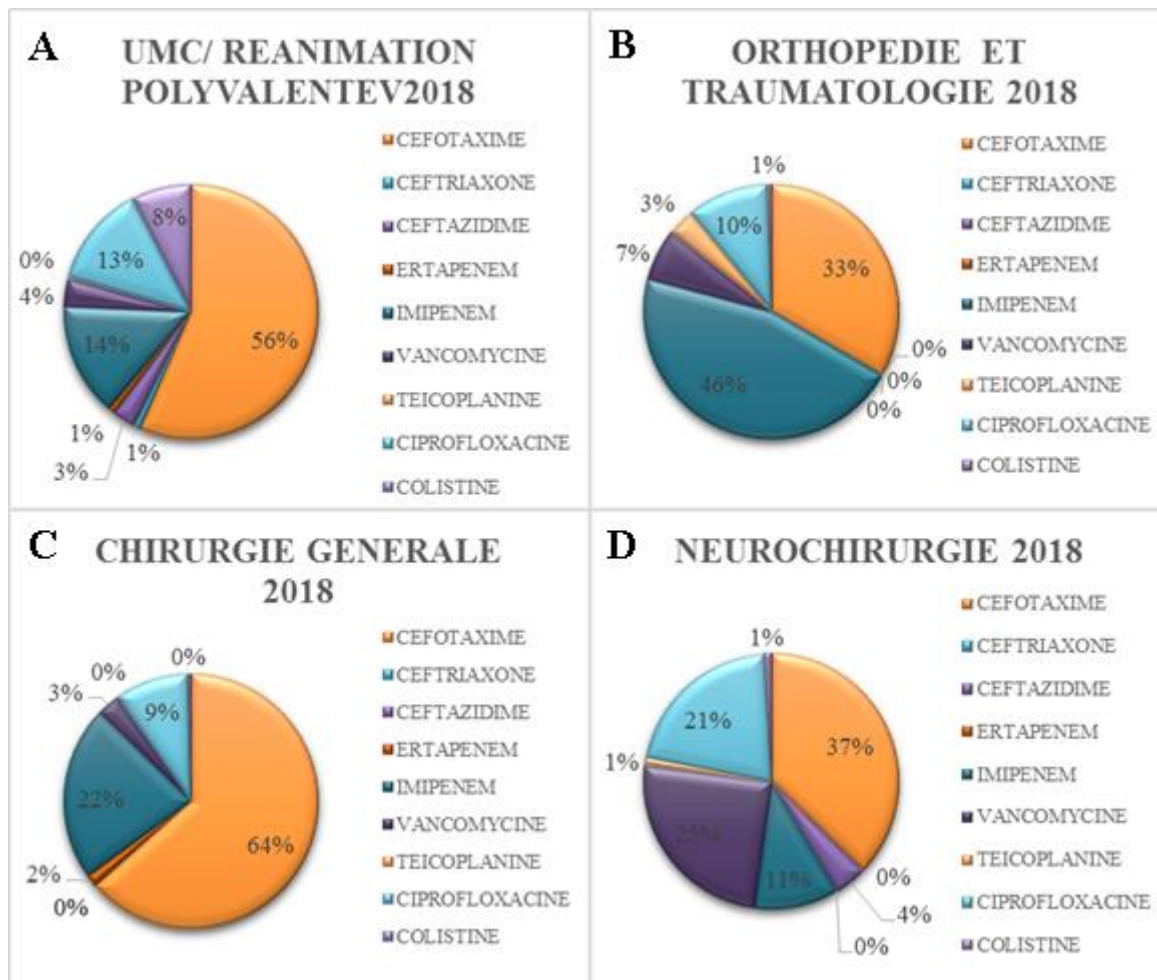 A
UMC/ REANIMATION
POLYVALENTEV2018
CEFOTAXIME
CEFTRIAXONE
CEFTAZIDIME
ERTAPENEM
IMIPENEM
VANCOMYCINE
TEICOPLANINE
CIPROFLOXACINE
COLISTINE
8%
13%
0%
4%
14%
56%
1%
3%
1%
B
ORTHOPEDIE ET
TRAUMATOLOGIE 2018
CEFOTAXIME
CEFTRIAXONE
CEFTAZIDIME
ERTAPENEM
IMIPENEM
VANCOMYCINE
TEICOPLANINE
CIPROFLOXACINE
COLISTINE
1%
3%
10%
7%
33%
46%
0%
0%
0%
C
CHIRURGIE GENERALE
2018
CEFOTAXIME
CEFTRIAXONE
CEFTAZIDIME
ERTAPENEM
IMIPENEM
VANCOMYCINE
TEICOPLANINE
CIPROFLOXACINE
COLISTINE
0%
0%
3%
9%
22%
64%
2%
0%
D
NEUROCHIRURGIE 2018
CEFOTAXIME
CEFTRIAXONE
CEFTAZIDIME
ERTAPENEM
IMIPENEM
VANCOMYCINE
TEICOPLANINE
CIPROFLOXACINE
COLISTINE
1%
21%
37%
1%
25%
11%
0%
4%
0%